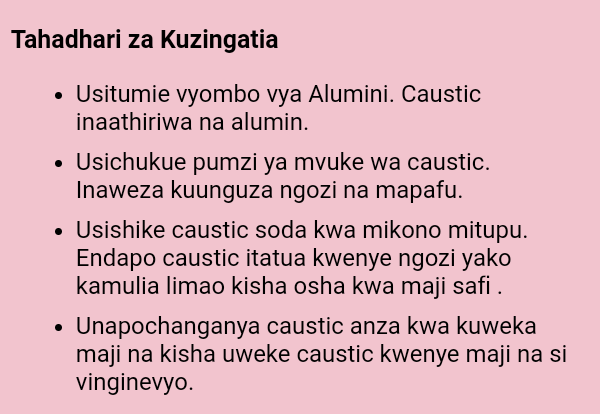 Tahadhari za Kuzingatia
• Usitumie vyombo vya Alumini. Caustic
inaathiriwa na alumin.
• Usichukue pumzi ya mvuke wa caustic.
Inaweza kuunguza ngozi na mapafu.
• Usishike caustic soda kwa mikono mitupu.
Endapo caustic itatua kwenye ngozi yako
kamulia limao kisha osha kwa maji safi .
• Unapochanganya caustic anza kwa kuweka
maji na kisha uweke caustic kwenye maji na si
vinginevyo.